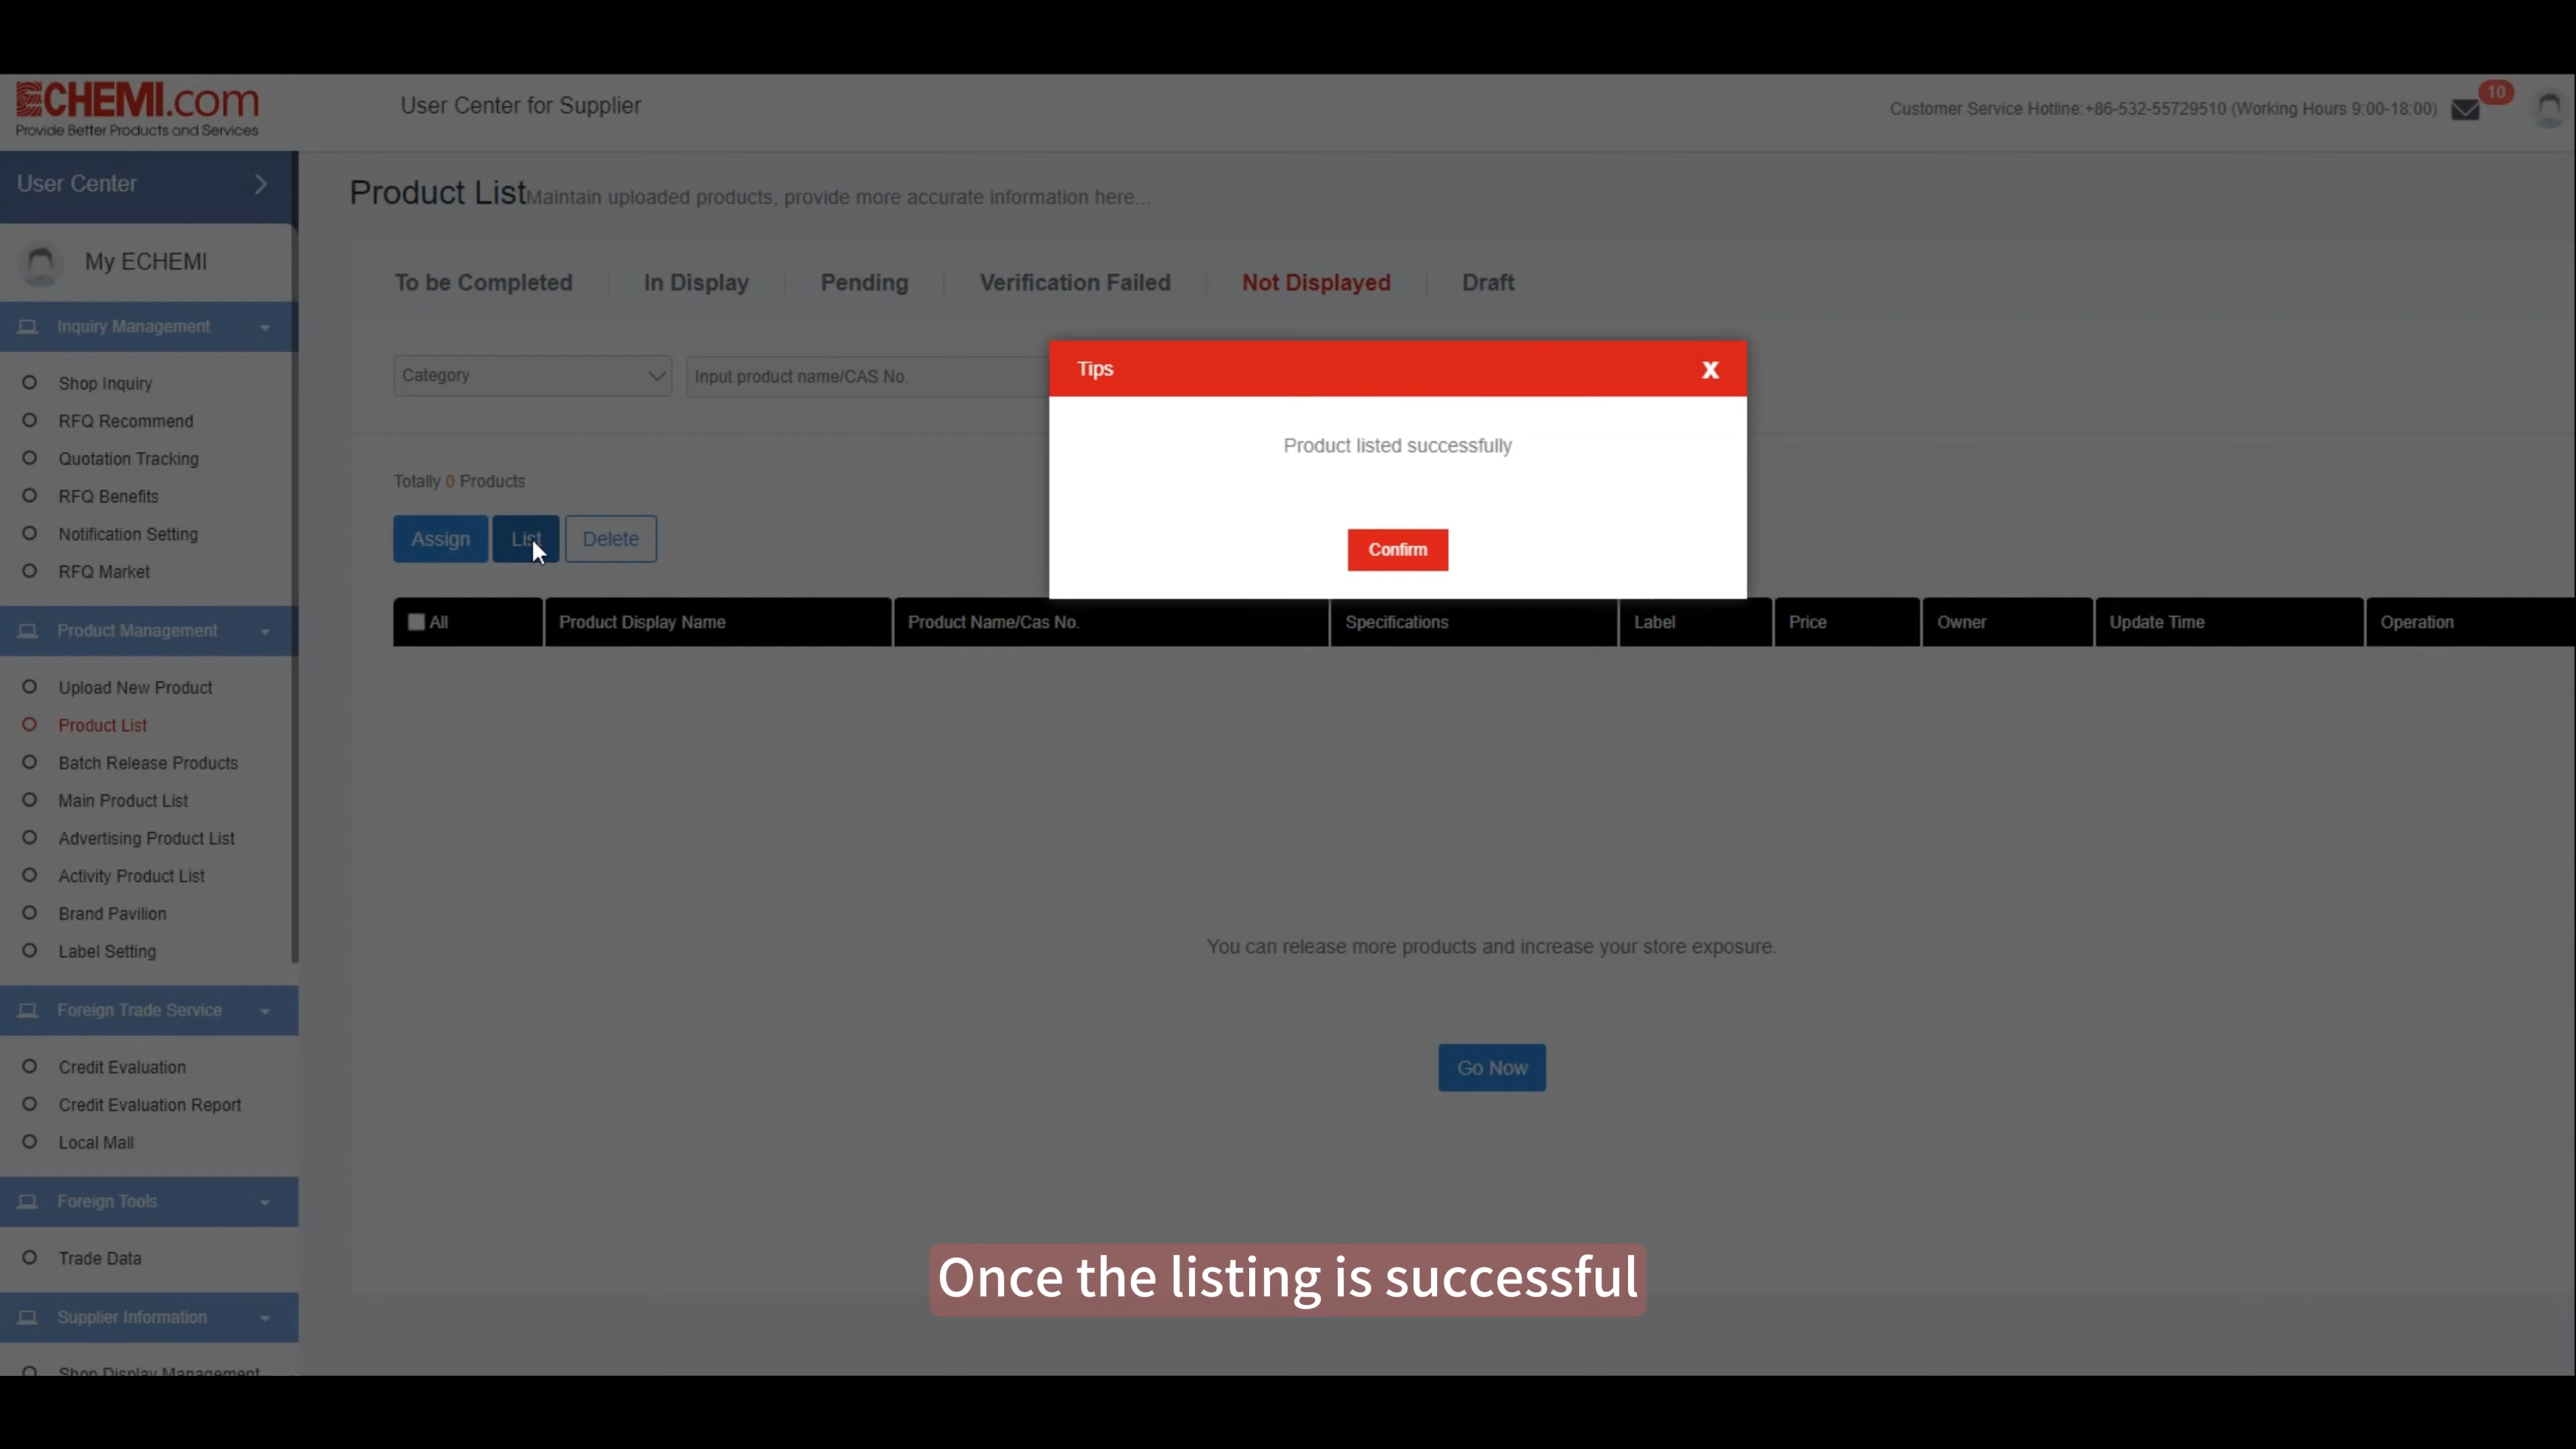 ECHEMI.com
Provide Better Products and Services
User Center for Supplier
Customer Service Hotline:+86-532-55729510 (Working Hours 9:00-18:00)
10
User Center
My ECHEMI
Inquiry Management
Shop Inquiry
RFQ Recommend
Quotation Tracking
RFQ Benefits
Notification Setting
RFQ Market
Product Management
Upload New Product
Product List
Batch Release Products
Main Product List
Advertising Product List
Activity Product List
Brand Pavilion
Label Setting
Foreign Trade Service
Credit Evaluation
Credit Evaluation Report
Local Mall
Foreign Tools
Trade Data
Supplier Information
Shop Display Management
Product List Maintain uploaded products, provide more accurate information here...
To be Completed In Display Pending Verification Failed Not Displayed Draft
Category Input product name/CAS No.
Tips X
Product listed successfully
Confirm
Totally 0 Products
Assign List Delete
All Product Display Name Product Name/Cas No. Specifications Label Price Owner Update Time Operation
You can release more products and increase your store exposure.
Go Now
Once the listing is successful